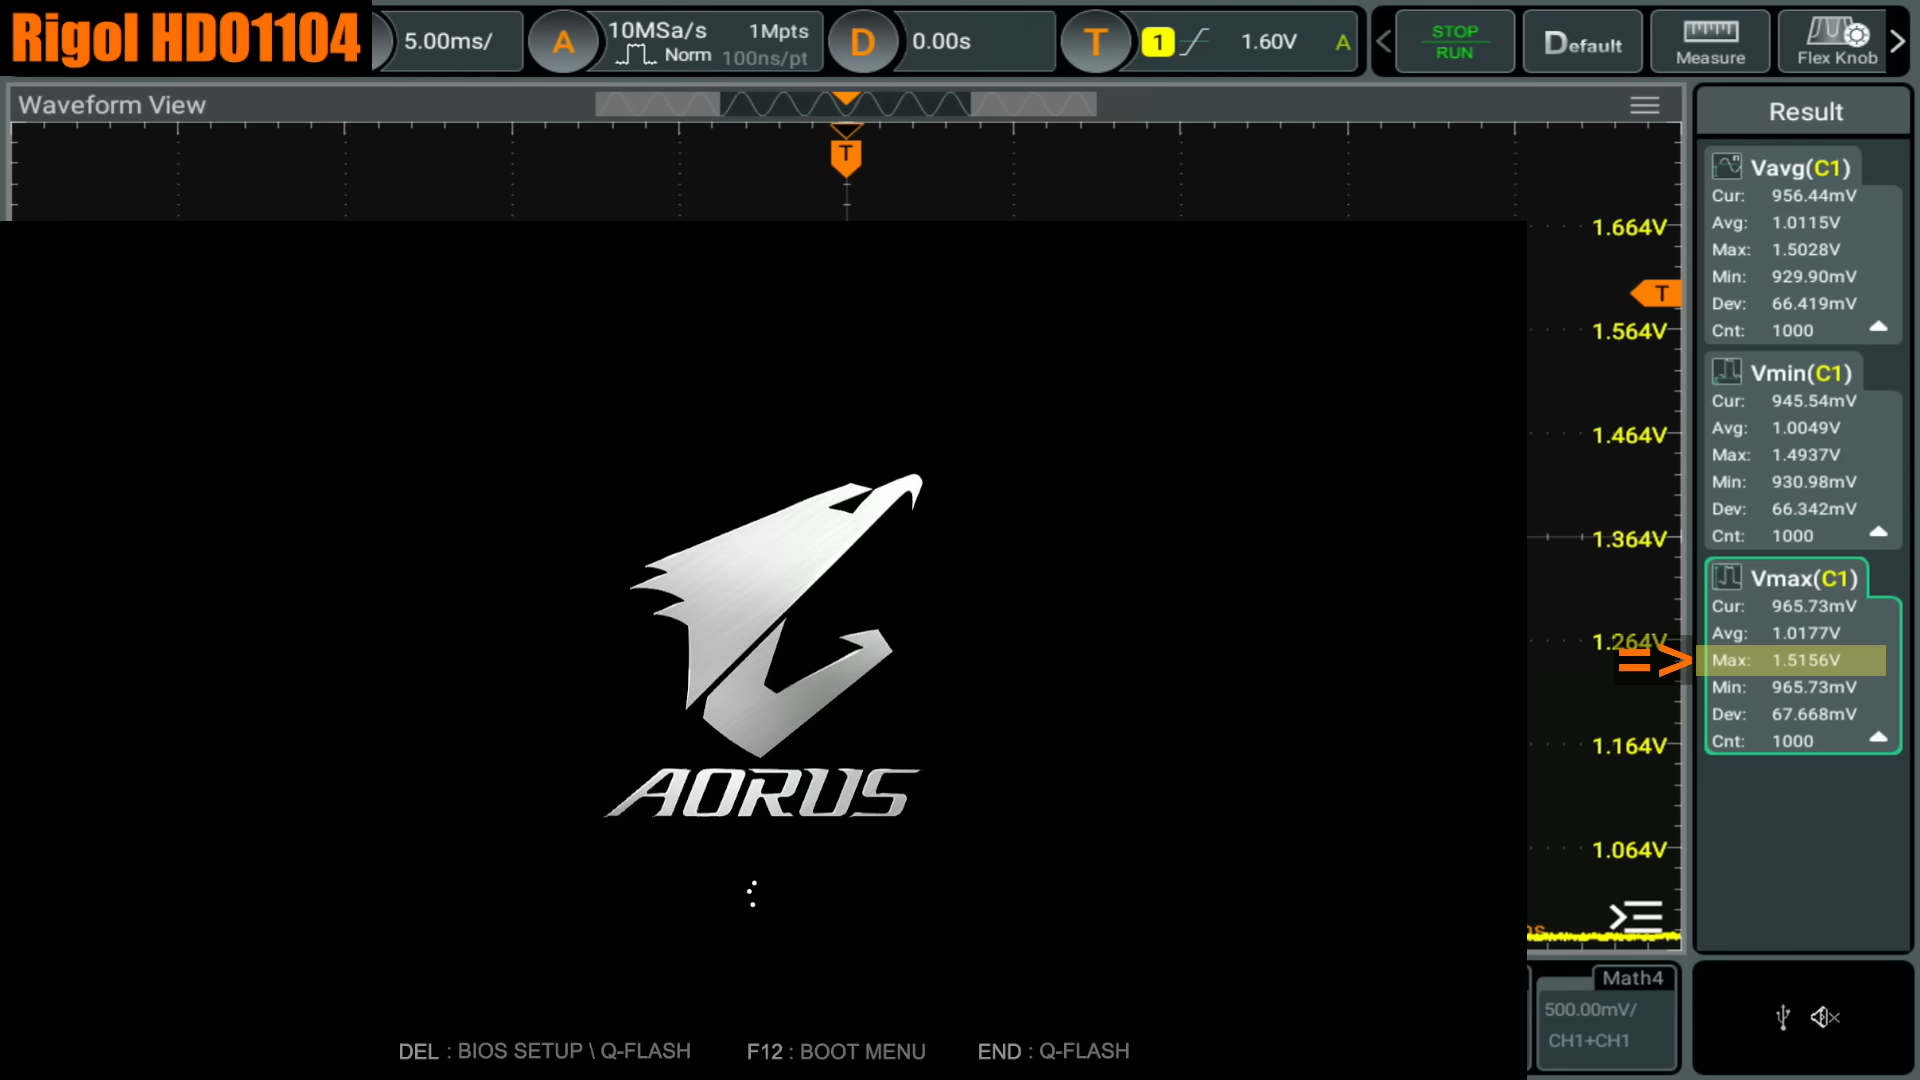 Rigol HDO1104
5.00ms/
A
10MSa/s
1Mpts
Norm
100ns/pt
D
0.00s
T
1
1.60V
A
STOP
RUN
Default
Measure
Flex Knob
Waveform View
T
Result
Vavg(C1)
Cur: 956.44mV
Avg: 1.0115V
Max: 1.5028V
Min: 929.90mV
Dev: 66.419mV
Cnt: 1000
Vmin(C1)
Cur: 945.54mV
Avg: 1.0049V
Max: 1.4937V
Min: 930.98mV
Dev: 66.342mV
Cnt: 1000
Vmax(C1)
Cur: 965.73mV
Avg: 1.0177V
=> Max: 1.5156V
Min: 965.73mV
Dev: 67.668mV
Cnt: 1000
1.664V
T
1.564V
1.464V
1.364V
1.264V
1.164V
1.064V
AORUS
DEL : BIOS SETUP \ Q-FLASH
F12 : BOOT MENU
END : Q-FLASH
Math4
500.00mV/
CH1+CH1